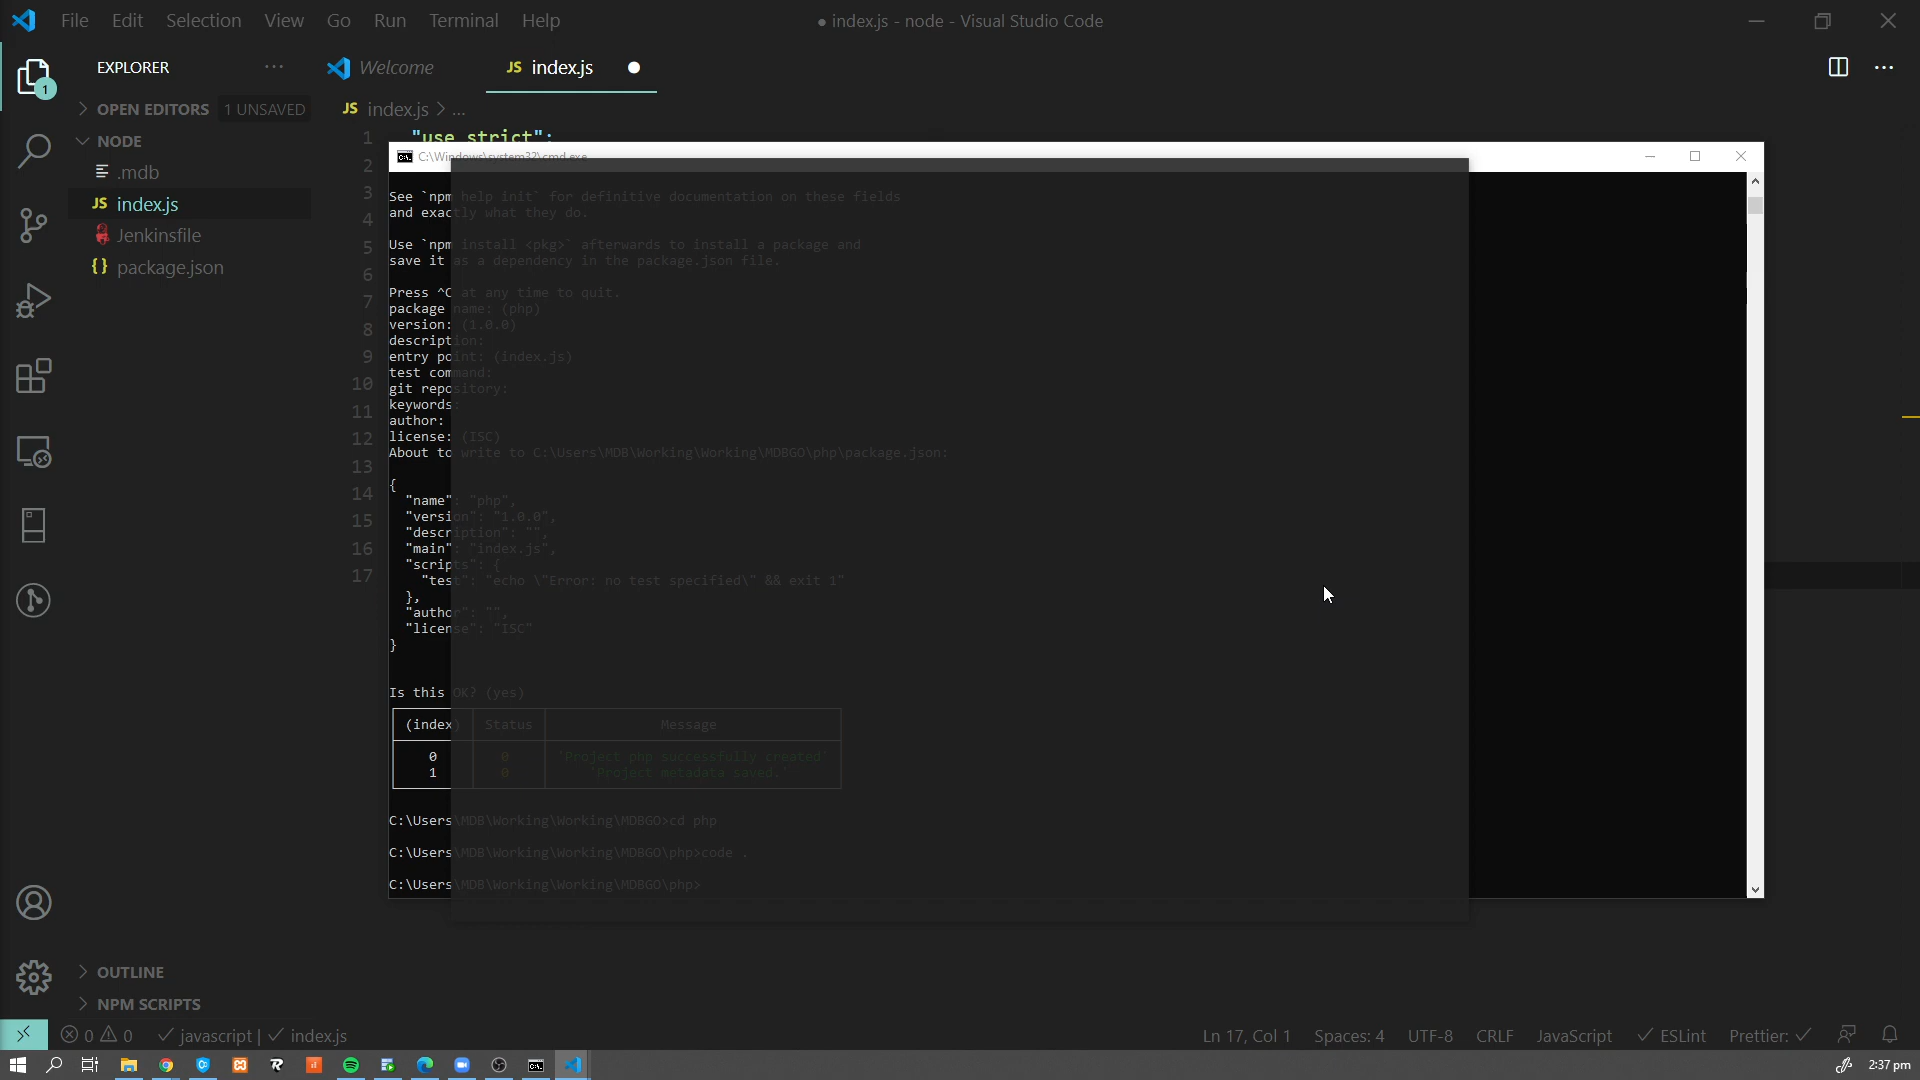 File Edit Selection View Go Run Terminal Help
● index.js - node - Visual Studio Code
EXPLORER
Welcome
JS index.js
OPEN EDITORS 1 UNSAVED
JS index.js > ...
NODE
.mdb
JS index.js
Jenkinsfile
{} package.json
1 "use strict";
2
3
4
5
6
7
8
9
10
11
12
13
14
15
16
17
C:\Windows\system32\cmd.exe
See `npm help init` for definitive documentation on these fields
and exactly what they do.
Use `npm install <pkg>` afterwards to install a package and
save it as a dependency in the package.json file.
Press ^C at any time to quit.
package name: (php)
version: (1.0.0)
description:
entry point: (index.js)
test command:
git repository:
keywords:
author:
license: (ISC)
About to write to C:\Users\MDB\Working\Working\MDBGO\php\package.json:
{
"name": "php",
"version": "1.0.0",
"description": "",
"main": "index.js",
"scripts": {
"test": "echo \"Error: no test specified\" && exit 1"
},
"author": "",
"license": "ISC"
}
Is this OK? (yes)
(index) Status Message
0 0 'Project php successfully created'
1 0 'Project matadata saved.'
C:\Users\MDB\Working\Working\MDBGO>cd php
C:\Users\MDB\Working\Working\MDBGO\php>code .
C:\Users\MDB\Working\Working\MDBGO\php>
1
OUTLINE
NPM SCRIPTS
0 0 javascript | index.js
Ln 17, Col 1 Spaces: 4 UTF-8 CRLF JavaScript ESLint Prettier:
2:37 pm